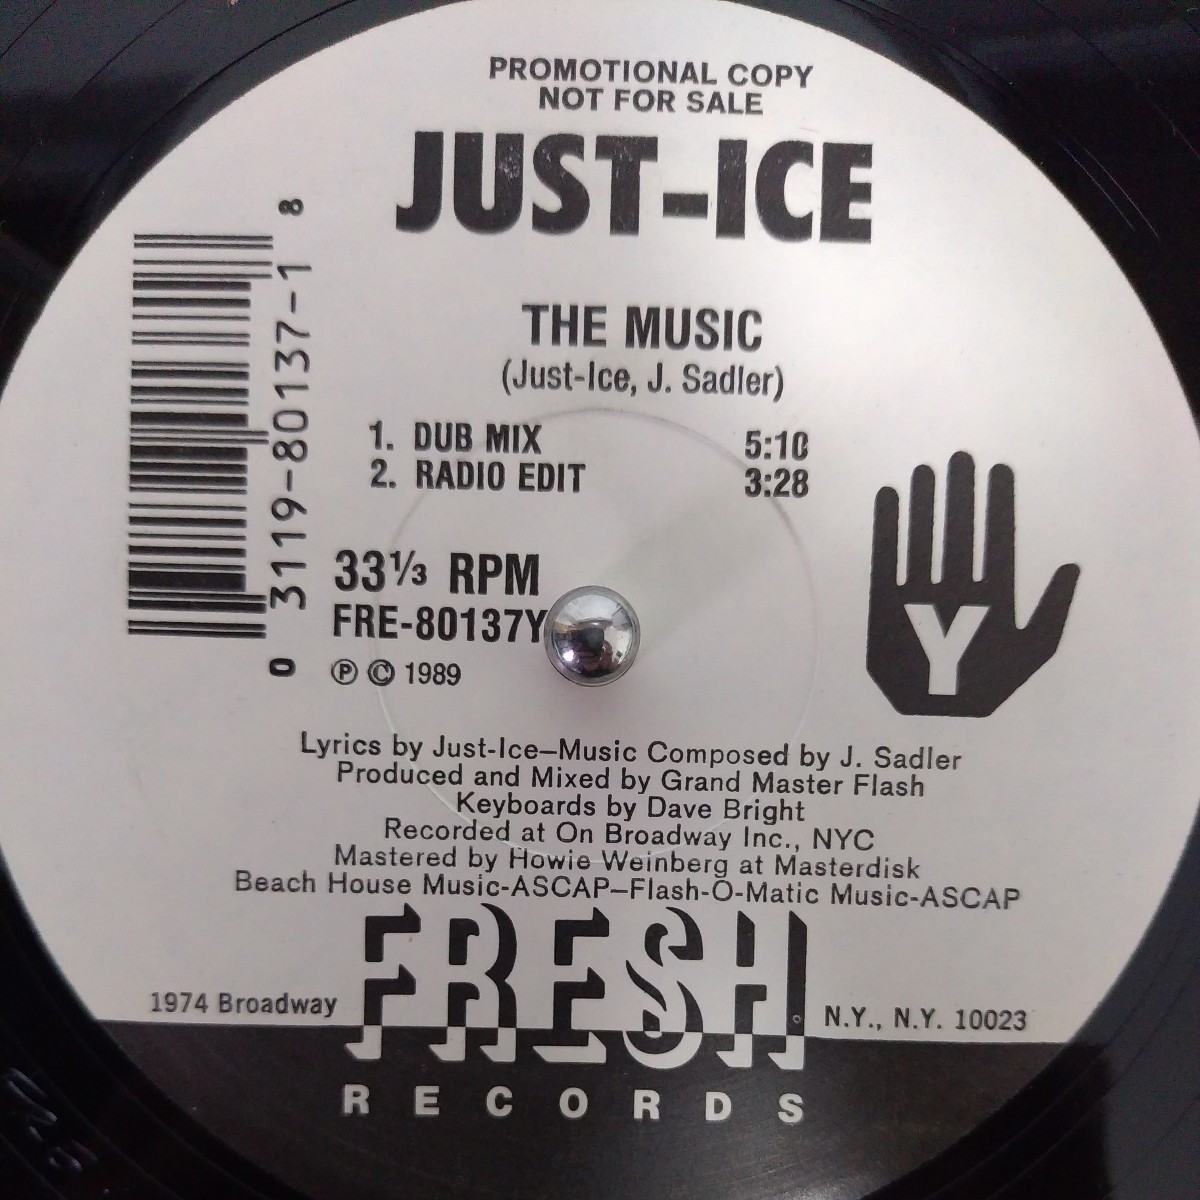 PROMOTIONAL COPY
NOT FOR SALE
JUST-ICE
THE MUSIC
(Just-Ice, J. Sadler)
1. DUB MIX 5:10
2. RADIO EDIT 3:28
33⅓ RPM
FRE-80137Y
Ⓟ © 1989
0 3119-80137-1 8
Y
Lyrics by Just-Ice—Music Composed by J. Sadler
Produced and Mixed by Grand Master Flash
Keyboards by Dave Bright
Recorded at On Broadway Inc., NYC
Mastered by Howie Weinberg at Masterdisk
Beach House Music-ASCAP—Flash-O-Matic Music-ASCAP
1974 Broadway FRESH N.Y., N.Y. 10023
RECORDS